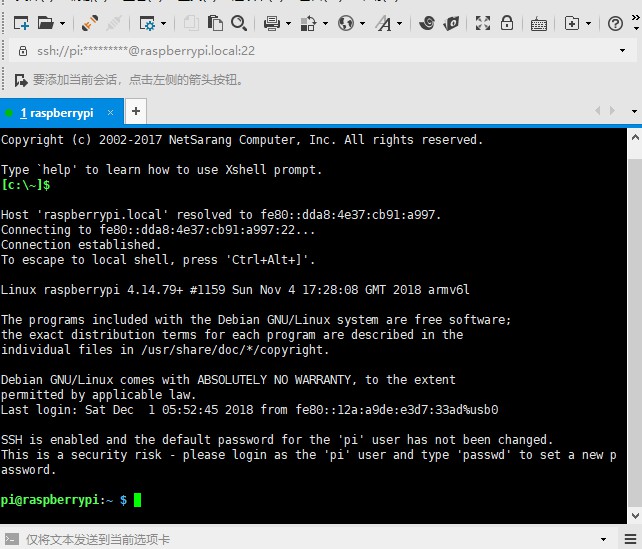 ssh://pi:*********@raspberrypi.local:22
要添加当前会话，点击左侧的箭头按钮。
1 raspberrypi × +
Copyright (c) 2002-2017 NetSarang Computer, Inc. All rights reserved.
Type `help' to learn how to use Xshell prompt.
[c:\~]$
Host 'raspberrypi.local' resolved to fe80::dda8:4e37:cb91:a997.
Connecting to fe80::dda8:4e37:cb91:a997:22...
Connection established.
To escape to local shell, press 'Ctrl+Alt+]'.
Linux raspberrypi 4.14.79+ #1159 Sun Nov 4 17:28:08 GMT 2018 armv6l
The programs included with the Debian GNU/Linux system are free software;
the exact distribution terms for each program are described in the
individual files in /usr/share/doc/*/copyright.
Debian GNU/Linux comes with ABSOLUTELY NO WARRANTY, to the extent
permitted by applicable law.
Last login: Sat Dec  1 05:52:45 2018 from fe80::12a:a9de:e3d7:33ad%usb0
SSH is enabled and the default password for the 'pi' user has not been changed.
This is a security risk - please login as the 'pi' user and type 'passwd' to set a new p
assword.
pi@raspberrypi:~ $
仅将文本发送到当前选项卡